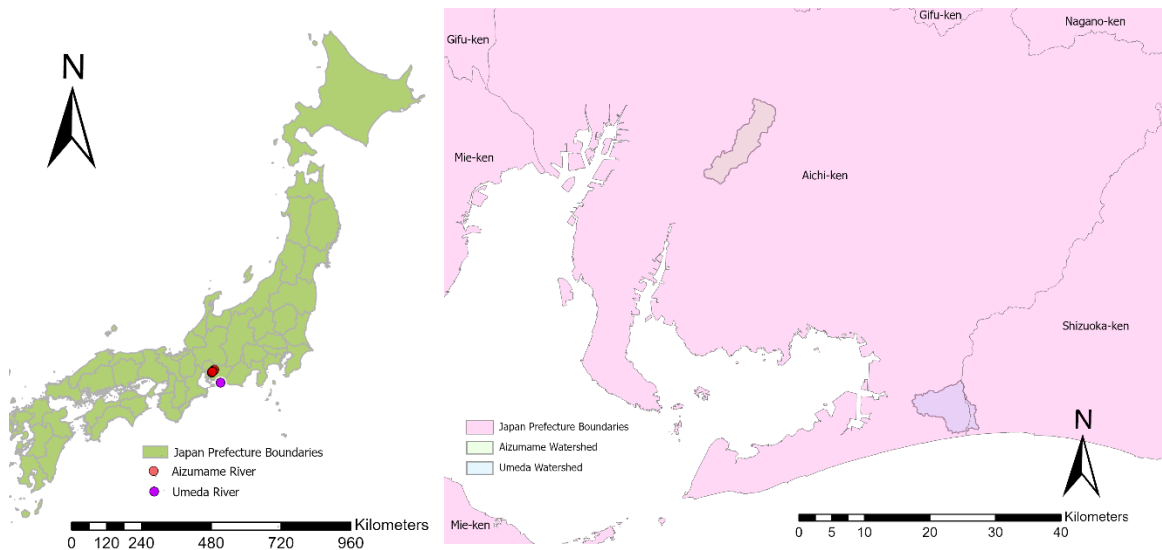 N
Japan Prefecture Boundaries
Aizumame River
Umeda River
Kilometers
0 120 240 480 720 960
Gifu-ken
Gifu-ken
Nagano-ken
Mie-ken
Aichi-ken
Shizuoka-ken
Japan Prefecture Boundaries
Aizumame Watershed
Umeda Watershed
N
Mie-ken
Kilometers
0 5 10 20 30 40